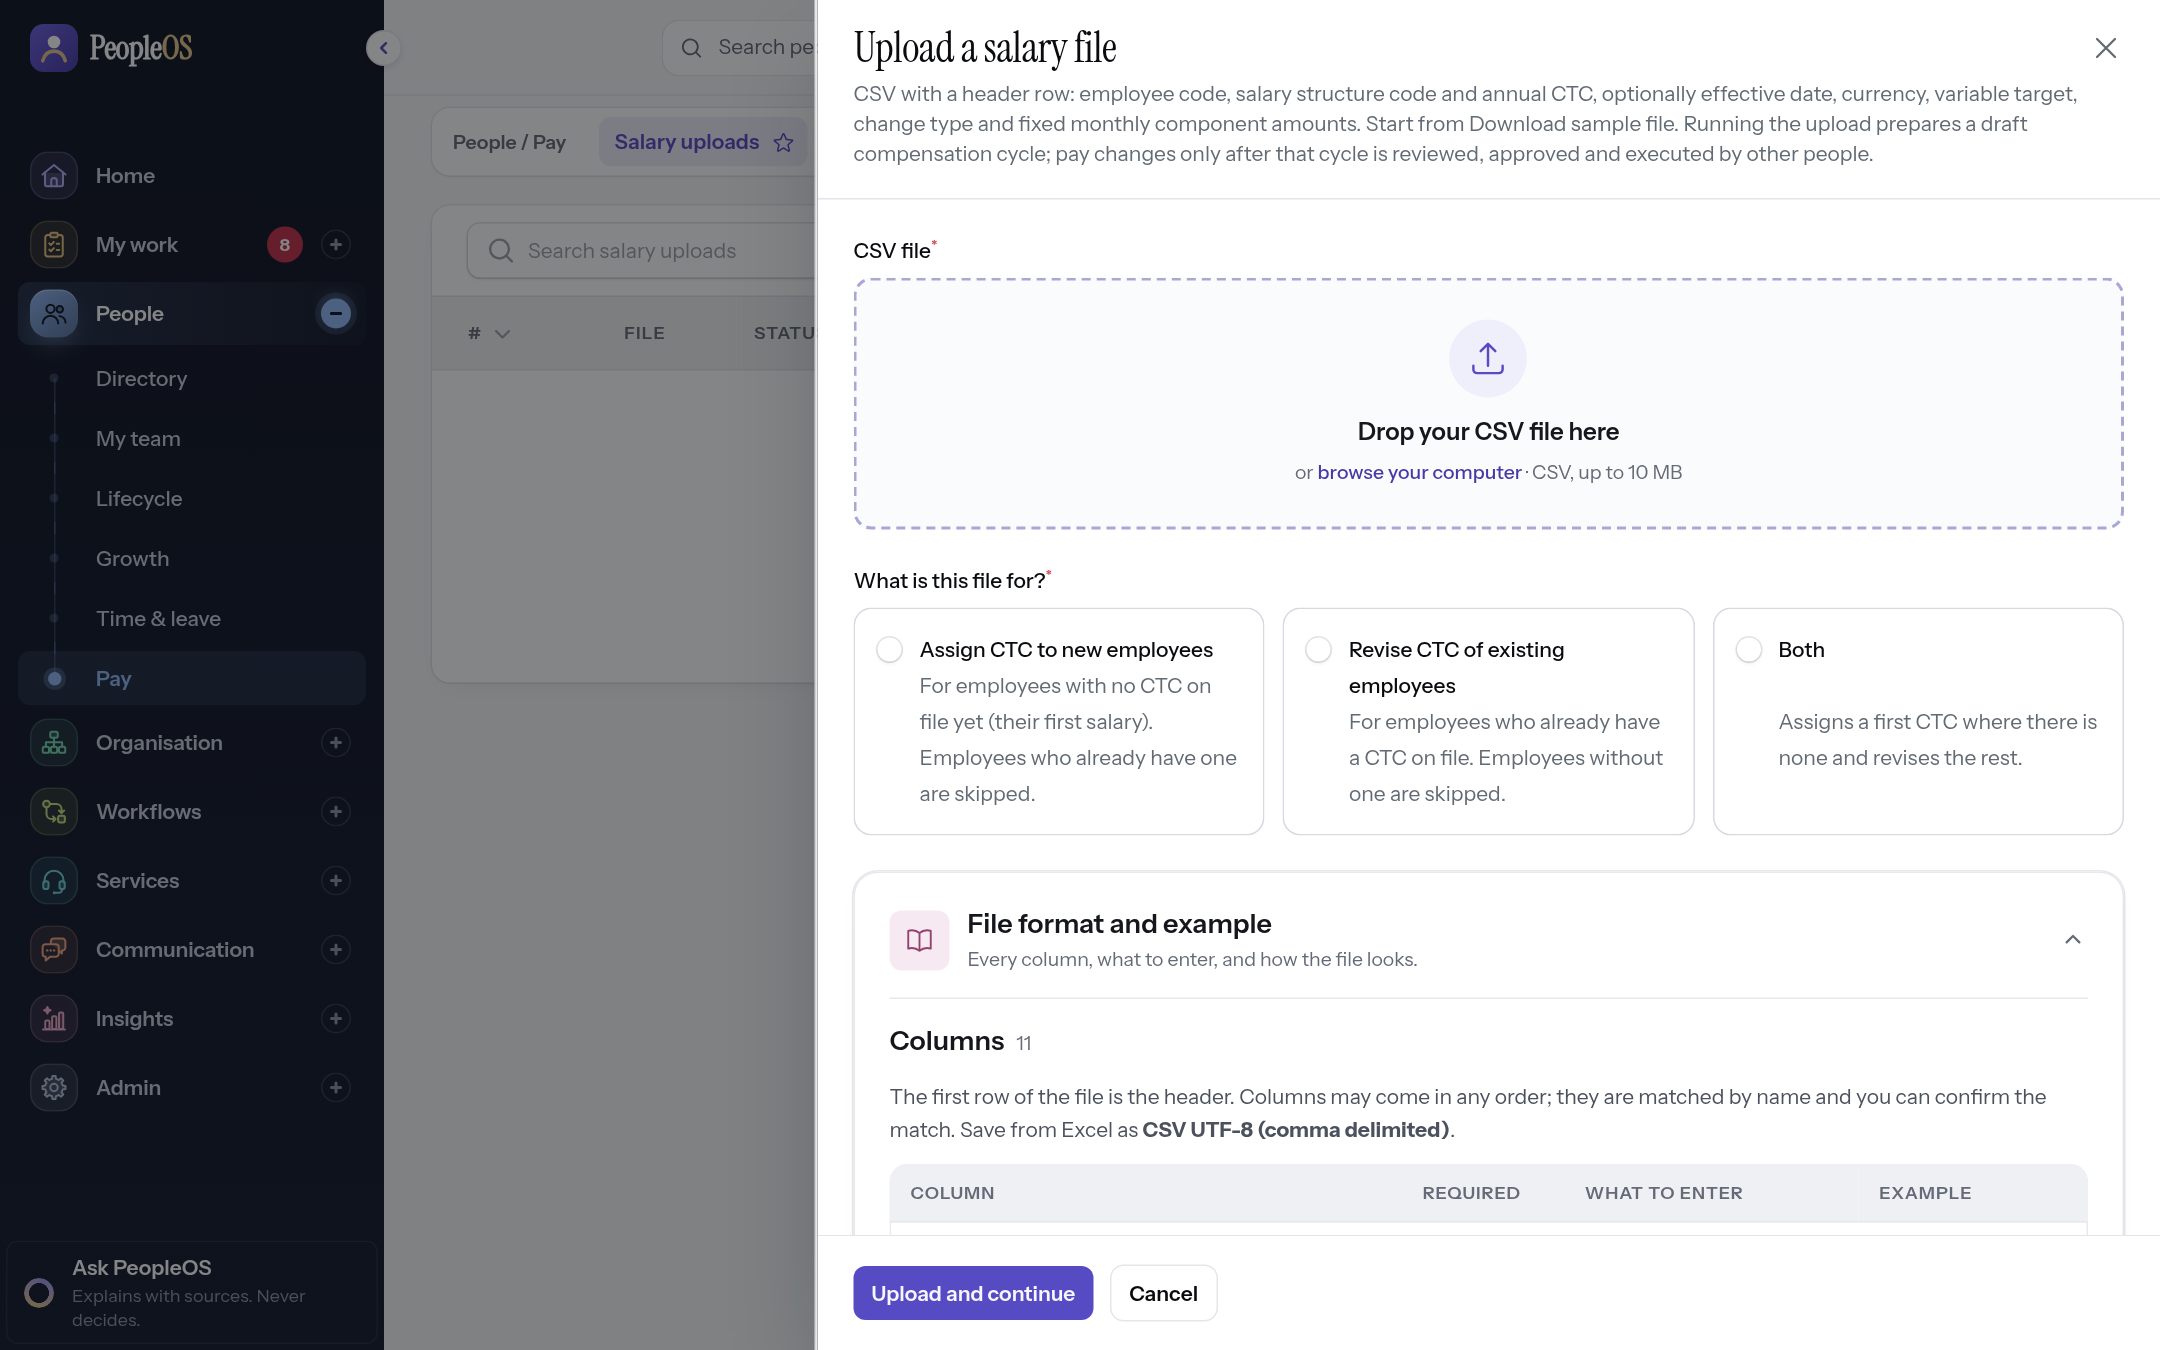 PeopleOS
Home
My work 8
People
Directory
My team
Lifecycle
Growth
Time & leave
Pay
Organisation
Workflows
Services
Communication
Insights
Admin
Ask PeopleOS
Explains with sources. Never
decides.
Search pe
People / Pay Salary uploads
Search salary uploads
# FILE STATU
Upload a salary file
CSV with a header row: employee code, salary structure code and annual CTC, optionally effective date, currency, variable target,
change type and fixed monthly component amounts. Start from Download sample file. Running the upload prepares a draft
compensation cycle; pay changes only after that cycle is reviewed, approved and executed by other people.
CSV file*
Drop your CSV file here
or browse your computer · CSV, up to 10 MB
What is this file for?*
Assign CTC to new employees
For employees with no CTC on
file yet (their first salary).
Employees who already have one
are skipped.
Revise CTC of existing
employees
For employees who already have
a CTC on file. Employees without
one are skipped.
Both
Assigns a first CTC where there is
none and revises the rest.
File format and example
Every column, what to enter, and how the file looks.
Columns 11
The first row of the file is the header. Columns may come in any order; they are matched by name and you can confirm the
match. Save from Excel as CSV UTF-8 (comma delimited).
COLUMN REQUIRED WHAT TO ENTER EXAMPLE
Upload and continue Cancel